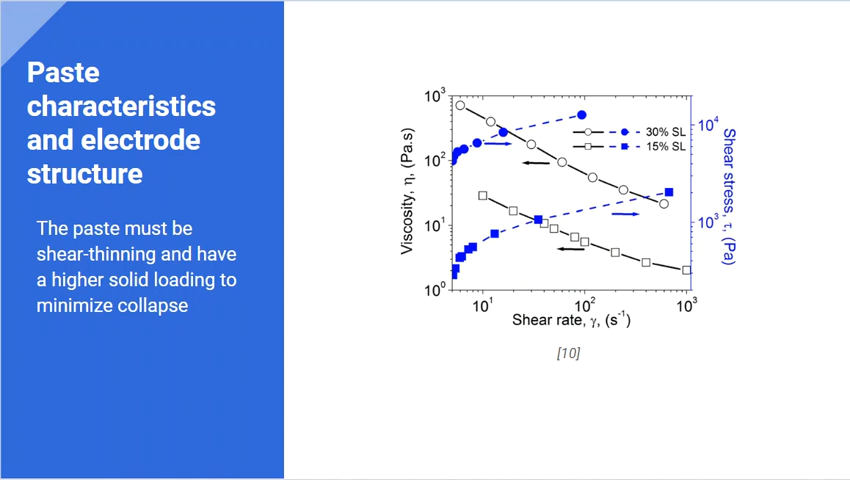 Paste
characteristics
and electrode
structure
The paste must be
shear-thinning and have
a higher solid loading to
minimize collapse
10³
10²
10¹
10⁰
Viscosity, η, (Pa.s)
30% SL
15% SL
10⁴
10³
Shear stress, τ, (Pa)
10¹ 10² 10³
Shear rate, γ, (s⁻¹)
[10]